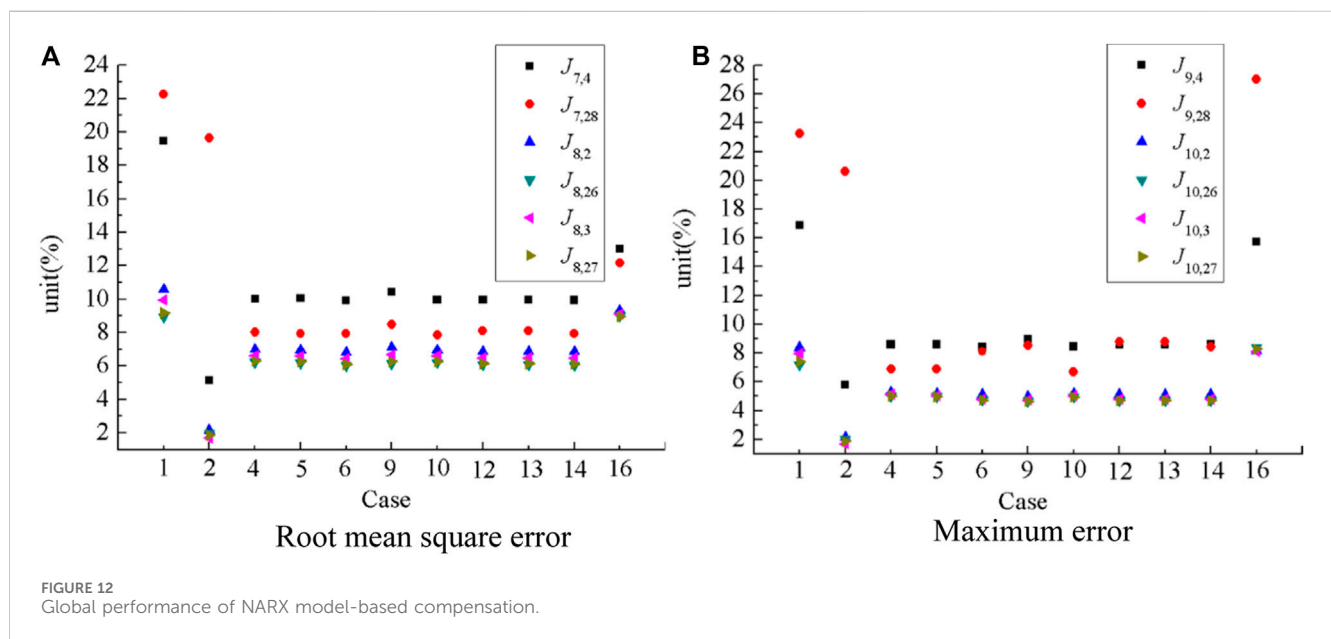 A
24
22
20
18
16
14
12
10
8
6
4
2
unit(%)
J7,4
J7,28
J8,2
J8,26
J8,3
J8,27
1 2 4 5 6 9 10 12 13 14 16
Case
Root mean square error
B
28
26
24
22
20
18
16
14
12
10
8
6
4
2
unit(%)
J9,4
J9,28
J10,2
J10,26
J10,3
J10,27
1 2 4 5 6 9 10 12 13 14 16
Case
Maximum error
FIGURE 12
Global performance of NARX model-based compensation.